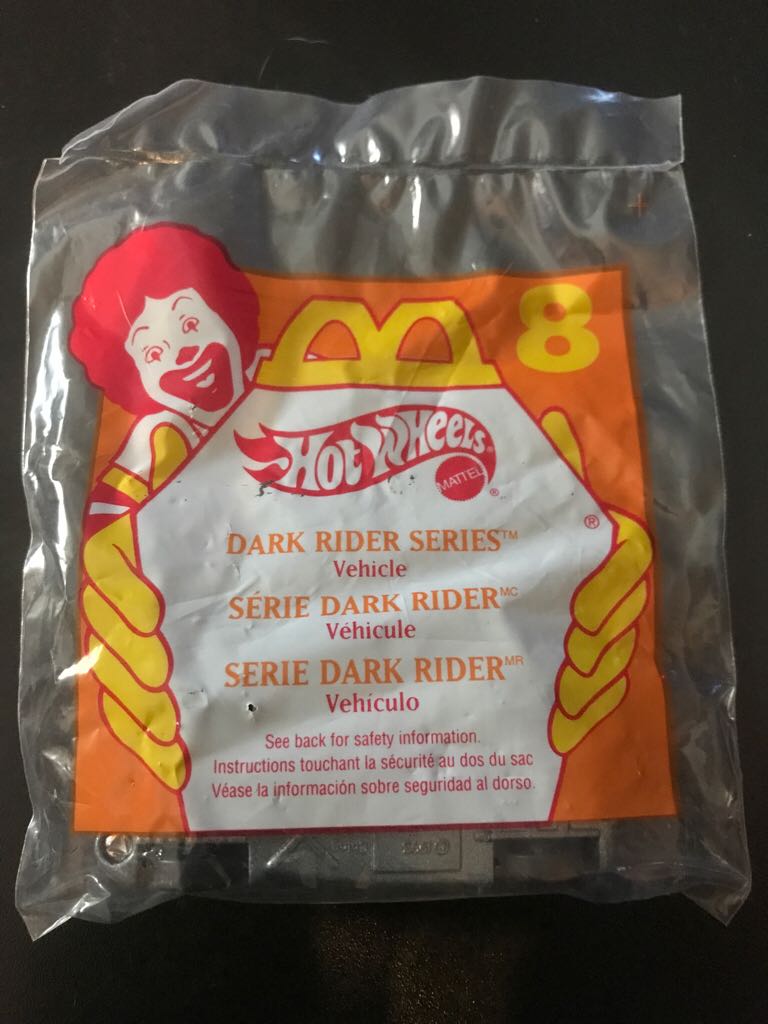 8
HOT WHEELS®
MATTEL®
®
DARK RIDER SERIES™
Vehicle
SÉRIE DARK RIDER MC
Véhicule
SERIE DARK RIDER MR
Vehículo
See back for safety information.
Instructions touchant la sécurité au dos du sac
Véase la información sobre seguridad al dorso.